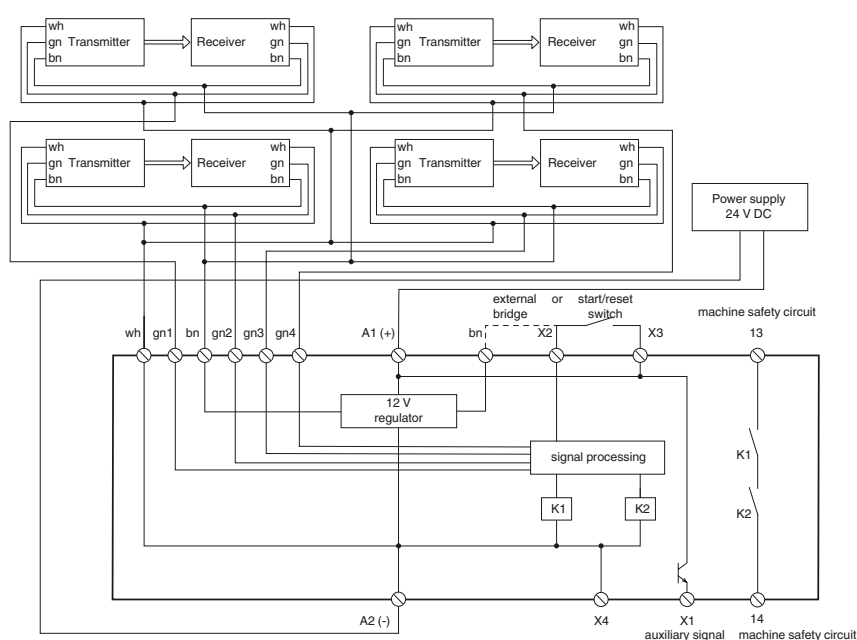 wh wh wh wh
gn Transmitter Receiver gn gn Transmitter Receiver gn
bn bn bn bn
wh wh wh wh
gn Transmitter Receiver gn gn Transmitter Receiver gn
bn bn bn bn
Power supply
24 V DC
external or start/reset
bridge switch
machine safety circuit
wh gn1 bn gn2 gn3 gn4 A1 (+) bn X2 X3 13
12 V
regulator
signal processing
K1
K1 K2
K2
A2 (-) X4 X1 14
auxiliary signal machine safety circuit